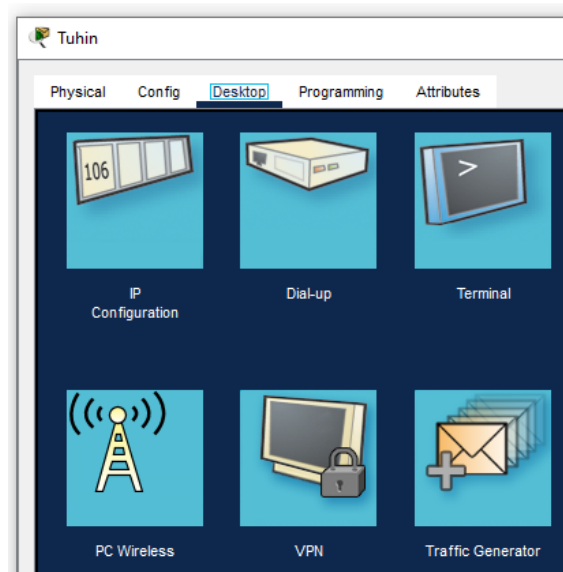 Tuhin
Physical Config Desktop Programming Attributes
106
>
IP
Configuration
Dial-up
Terminal
PC Wireless
VPN
Traffic Generator